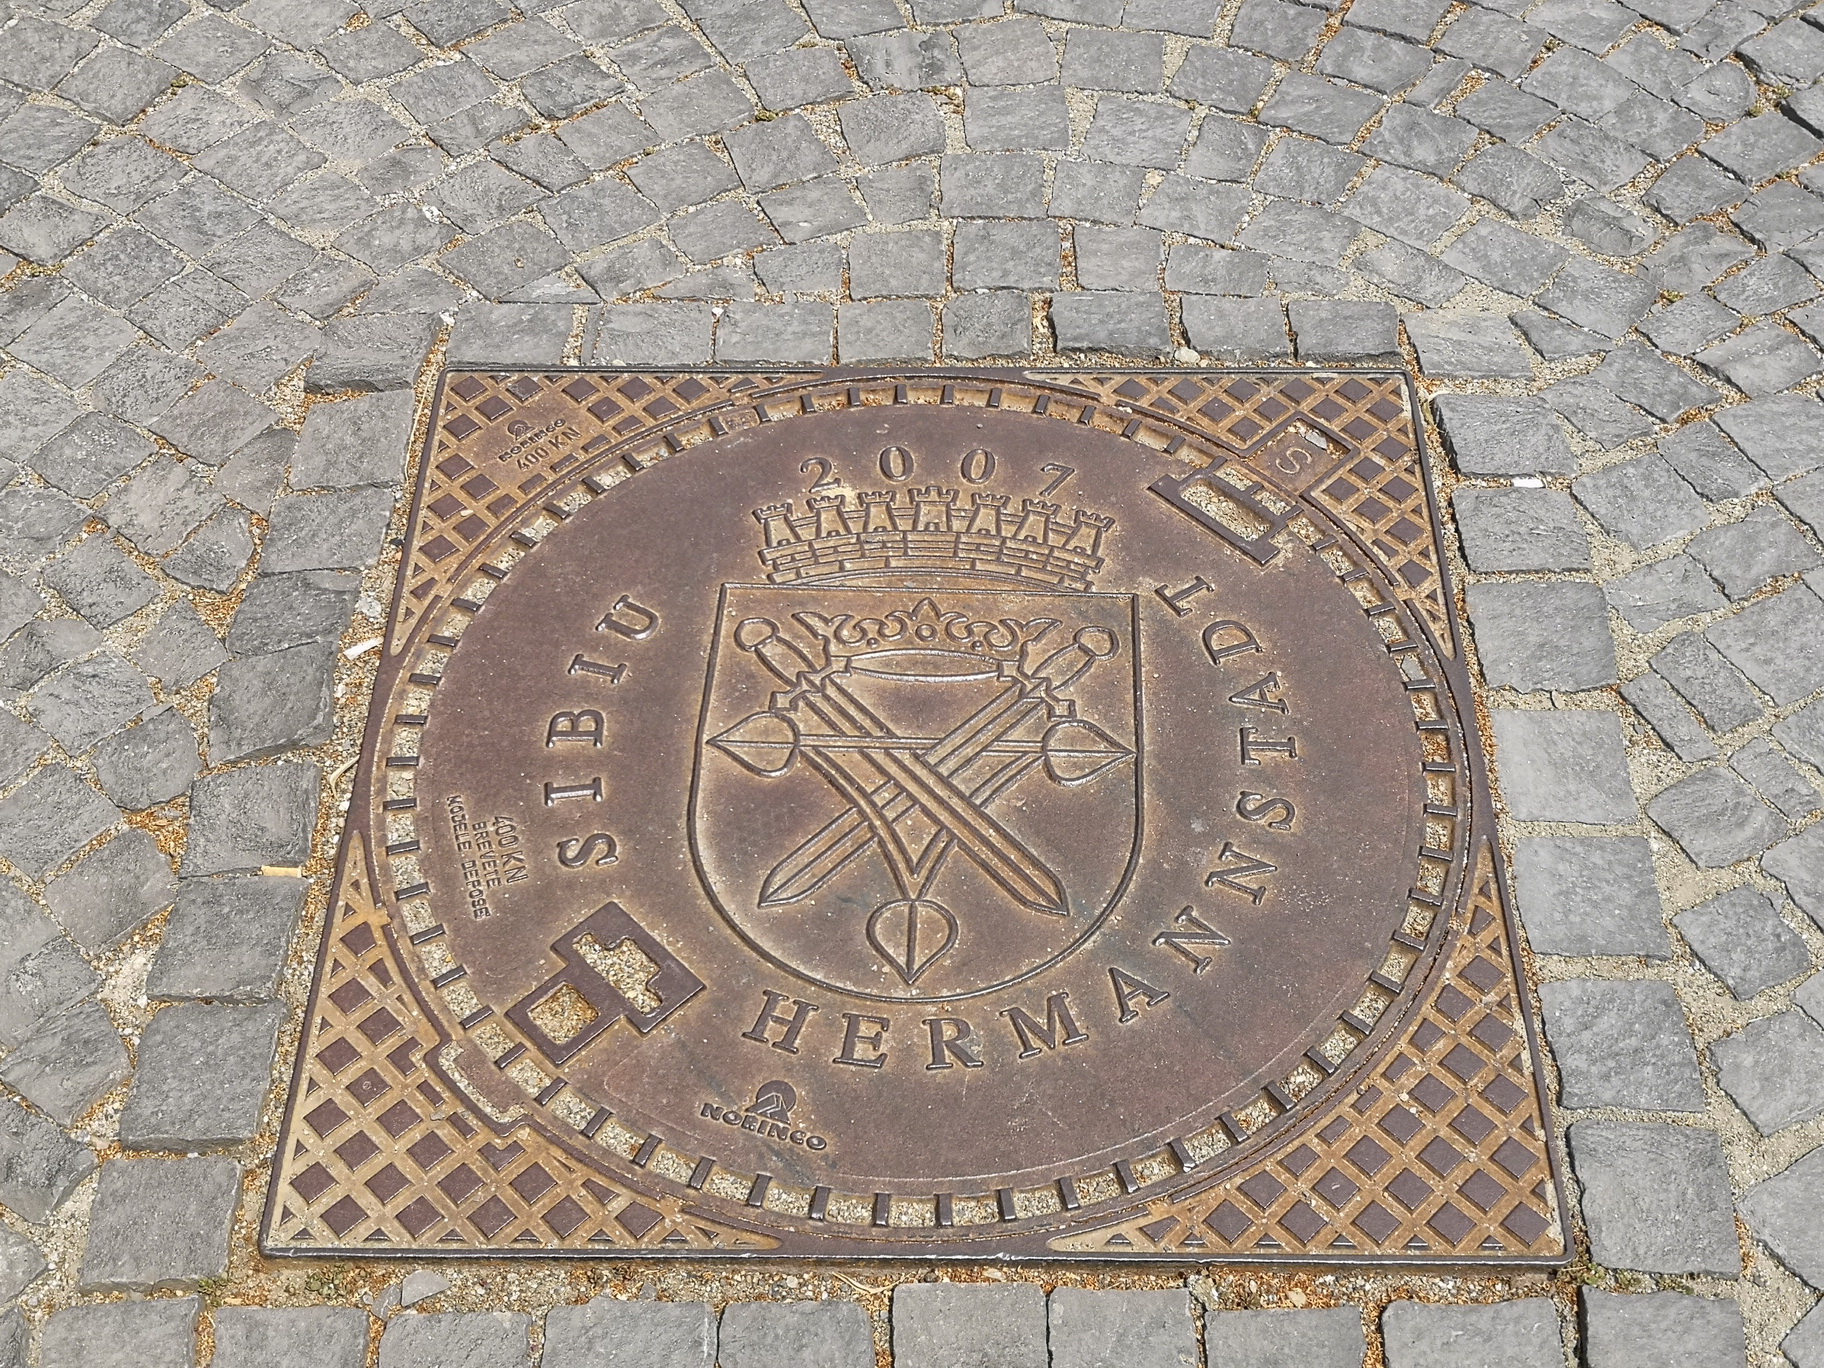 NORINCO
400 KN
S
2007
SIBIU
HERMANNSTADT
400 KN
BREVETE
MODELE DEPOSE
NORINCO